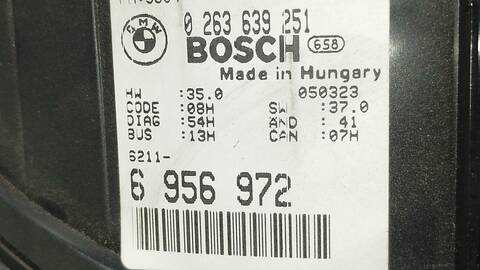 BMW
0 263 639 251
BOSCH 658
Made in Hungary
HW :35.0 050323
CODE :08H SW :37.0
DIAG :54H AND : 41
BUS :13H CAN :07H
6211-
6 956 972